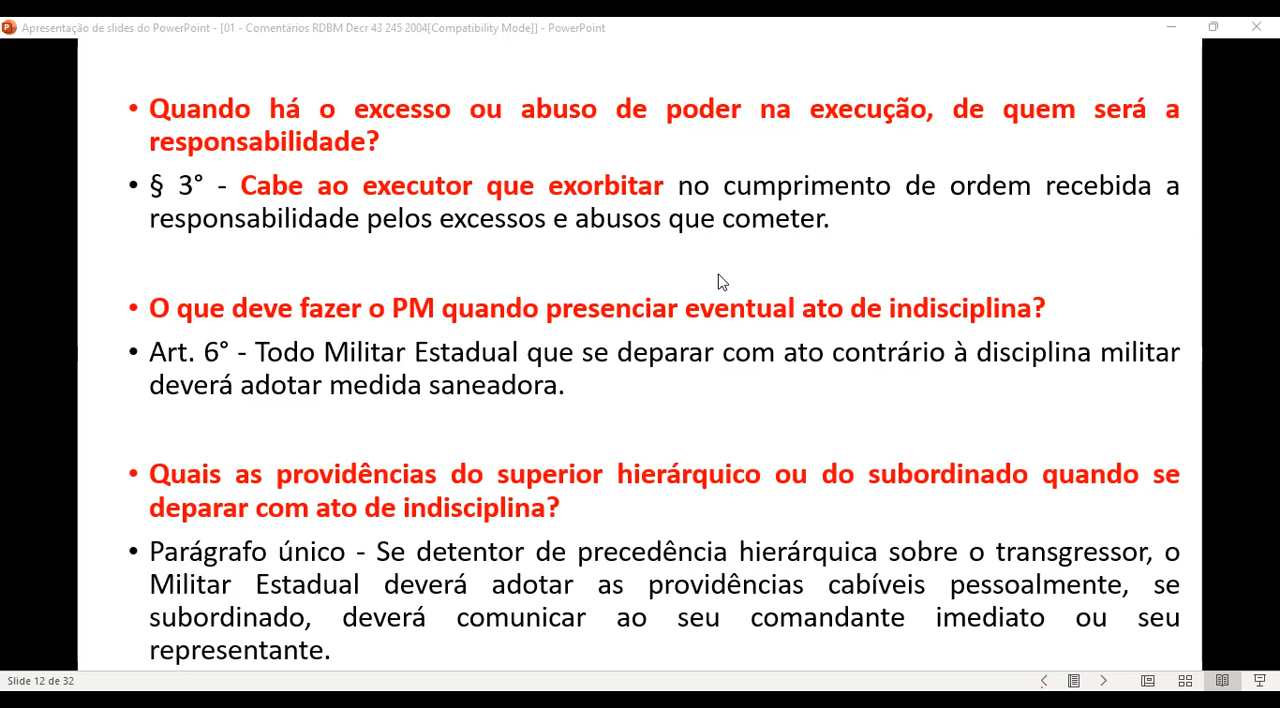 Apresentação de slides do PowerPoint - [01 - Comentários RDBM Decr 43 245 2004[Compatibility Mode]] - PowerPoint
• Quando há o excesso ou abuso de poder na execução, de quem será a
responsabilidade?
• § 3° - Cabe ao executor que exorbitar no cumprimento de ordem recebida a
responsabilidade pelos excessos e abusos que cometer.
• O que deve fazer o PM quando presenciar eventual ato de indisciplina?
• Art. 6° - Todo Militar Estadual que se deparar com ato contrário à disciplina militar
deverá adotar medida saneadora.
• Quais as providências do superior hierárquico ou do subordinado quando se
deparar com ato de indisciplina?
• Parágrafo único - Se detentor de precedência hierárquica sobre o transgressor, o
Militar Estadual deverá adotar as providências cabíveis pessoalmente, se
subordinado, deverá comunicar ao seu comandante imediato ou seu
representante.
Slide 12 de 32